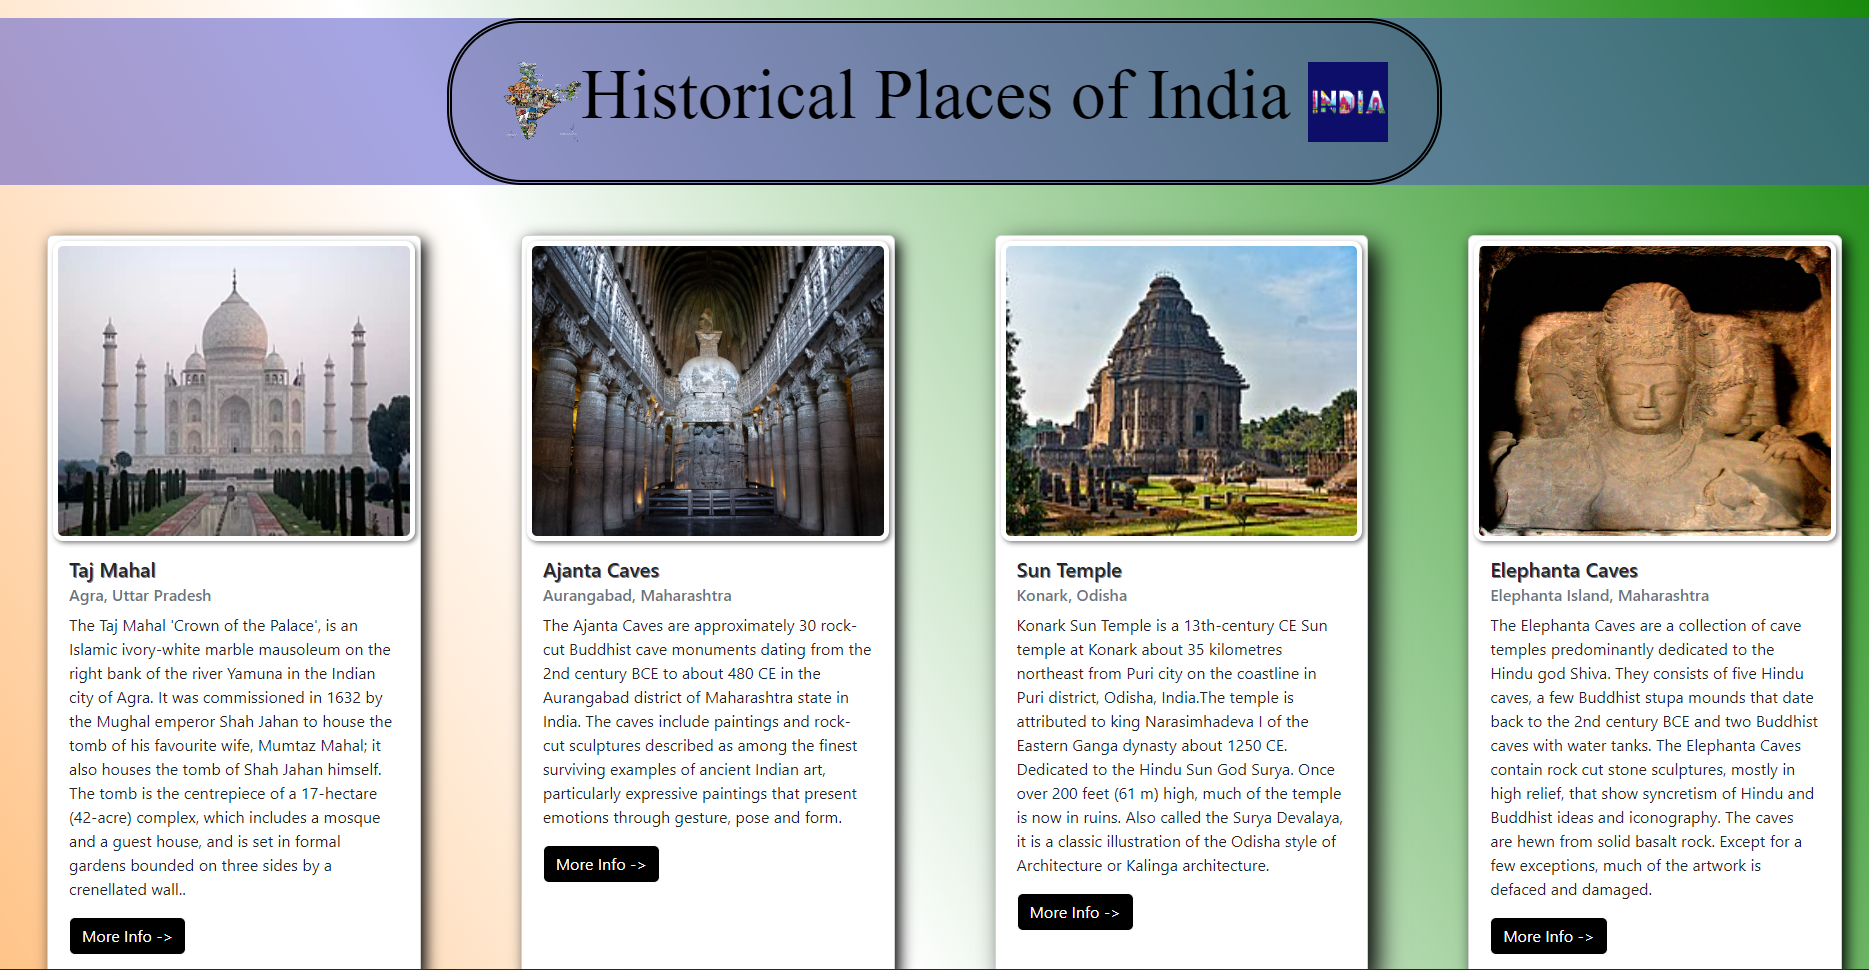 Historical Places of India
INDIA
Taj Mahal
Agra, Uttar Pradesh
The Taj Mahal 'Crown of the Palace', is an
Islamic ivory-white marble mausoleum on the
right bank of the river Yamuna in the Indian
city of Agra. It was commissioned in 1632 by
the Mughal emperor Shah Jahan to house the
tomb of his favourite wife, Mumtaz Mahal; it
also houses the tomb of Shah Jahan himself.
The tomb is the centrepiece of a 17-hectare
(42-acre) complex, which includes a mosque
and a guest house, and is set in formal
gardens bounded on three sides by a
crenellated wall..
More Info ->
Ajanta Caves
Aurangabad, Maharashtra
The Ajanta Caves are approximately 30 rock-
cut Buddhist cave monuments dating from the
2nd century BCE to about 480 CE in the
Aurangabad district of Maharashtra state in
India. The caves include paintings and rock-
cut sculptures described as among the finest
surviving examples of ancient Indian art,
particularly expressive paintings that present
emotions through gesture, pose and form.
More Info ->
Sun Temple
Konark, Odisha
Konark Sun Temple is a 13th-century CE Sun
temple at Konark about 35 kilometres
northeast from Puri city on the coastline in
Puri district, Odisha, India.The temple is
attributed to king Narasimhadeva I of the
Eastern Ganga dynasty about 1250 CE.
Dedicated to the Hindu Sun God Surya. Once
over 200 feet (61 m) high, much of the temple
is now in ruins. Also called the Surya Devalaya,
it is a classic illustration of the Odisha style of
Architecture or Kalinga architecture.
More Info ->
Elephanta Caves
Elephanta Island, Maharashtra
The Elephanta Caves are a collection of cave
temples predominantly dedicated to the
Hindu god Shiva. They consists of five Hindu
caves, a few Buddhist stupa mounds that date
back to the 2nd century BCE and two Buddhist
caves with water tanks. The Elephanta Caves
contain rock cut stone sculptures, mostly in
high relief, that show syncretism of Hindu and
Buddhist ideas and iconography. The caves
are hewn from solid basalt rock. Except for a
few exceptions, much of the artwork is
defaced and damaged.
More Info ->